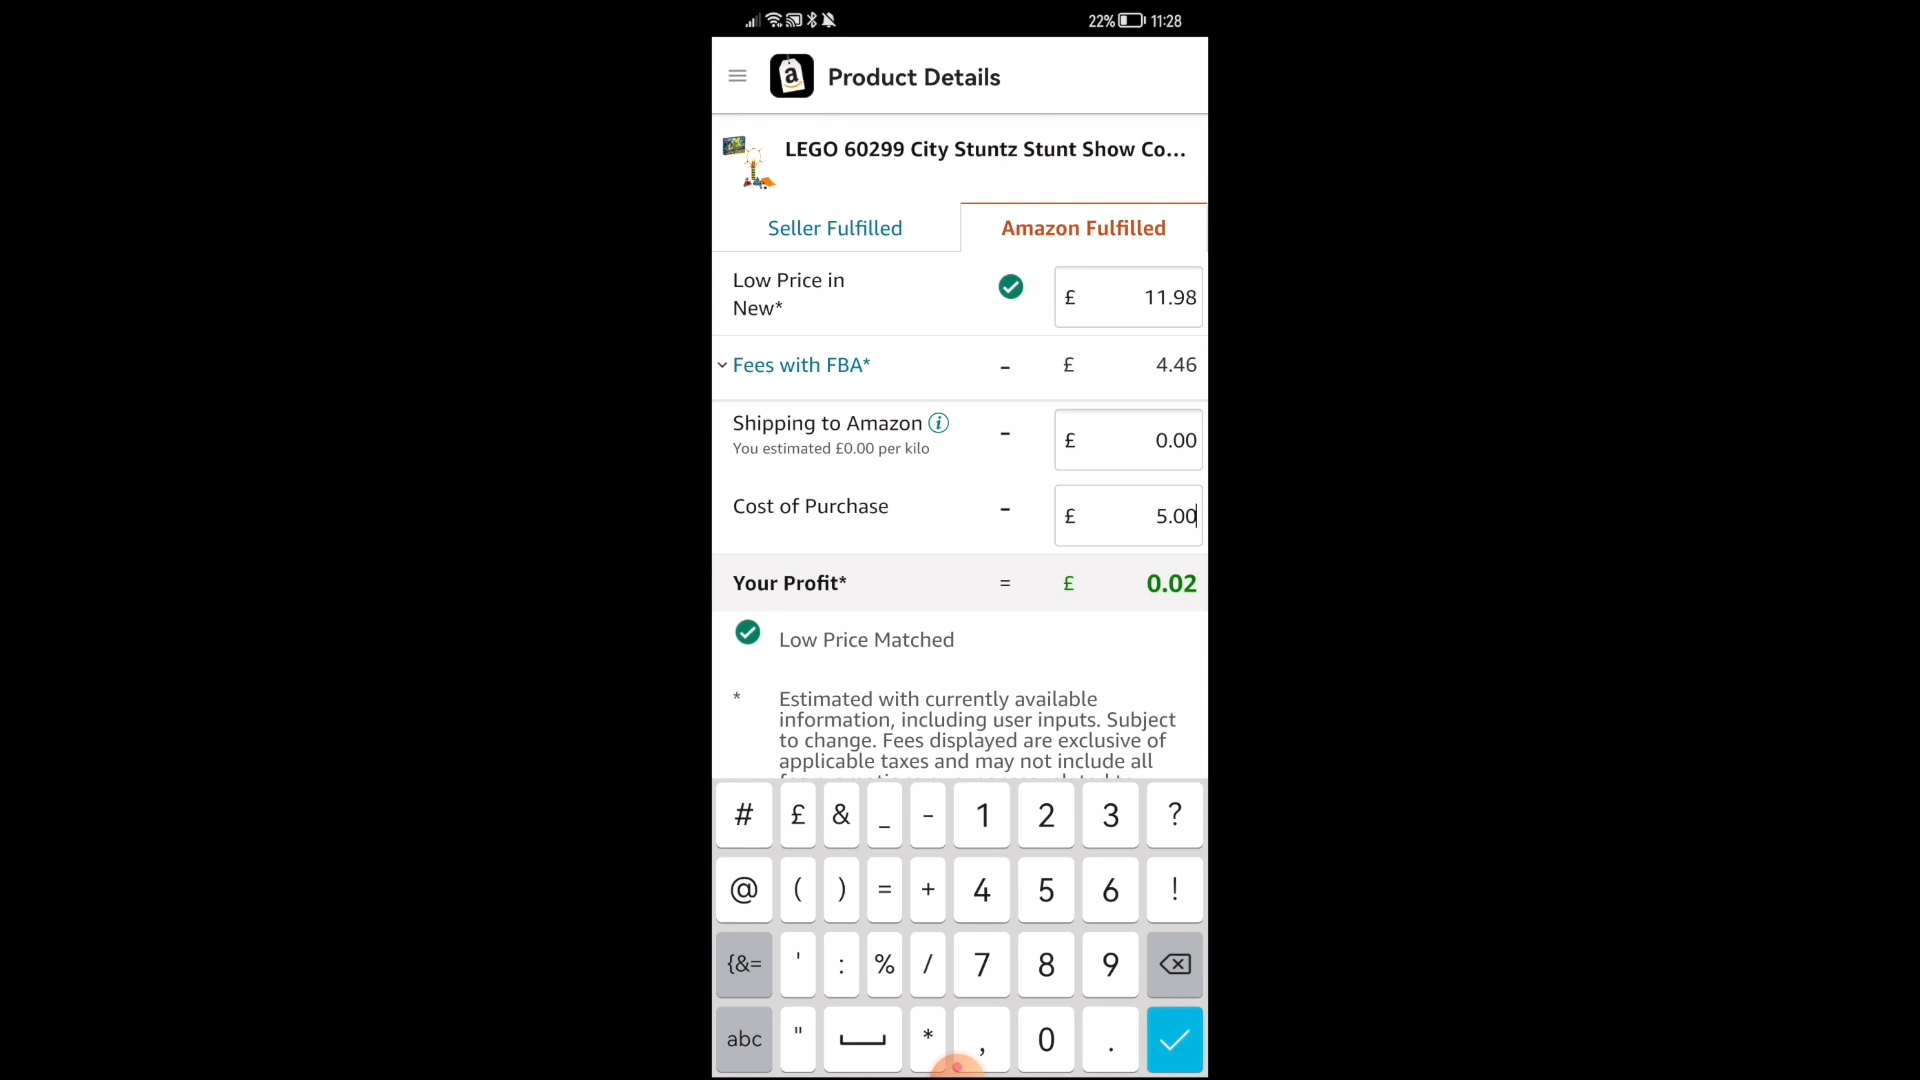 22% 11:28
a Product Details
LEGO 60299 City Stuntz Stunt Show Co...
Seller Fulfilled Amazon Fulfilled
Low Price in
New*
£ 11.98
Fees with FBA* - £ 4.46
Shipping to Amazon i - £ 0.00
You estimated £0.00 per kilo
Cost of Purchase - £ 5.00
Your Profit* = £ 0.02
Low Price Matched
* Estimated with currently available
information, including user inputs. Subject
to change. Fees displayed are exclusive of
applicable taxes and may not include all
# £ & _ - 1 2 3 ?
@ ( ) = + 4 5 6 !
{&= ' : % / 7 8 9
abc " * , 0 .